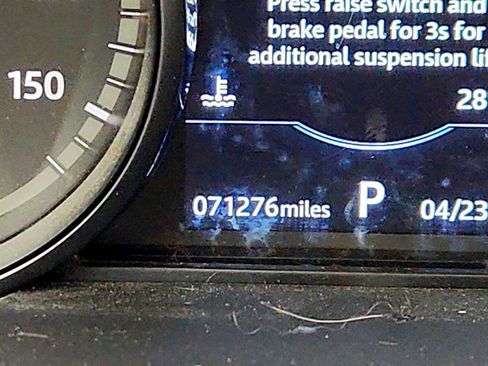 Press raise switch and
brake pedal for 3s for
additional suspension lif
150
28
071276miles P 04/23